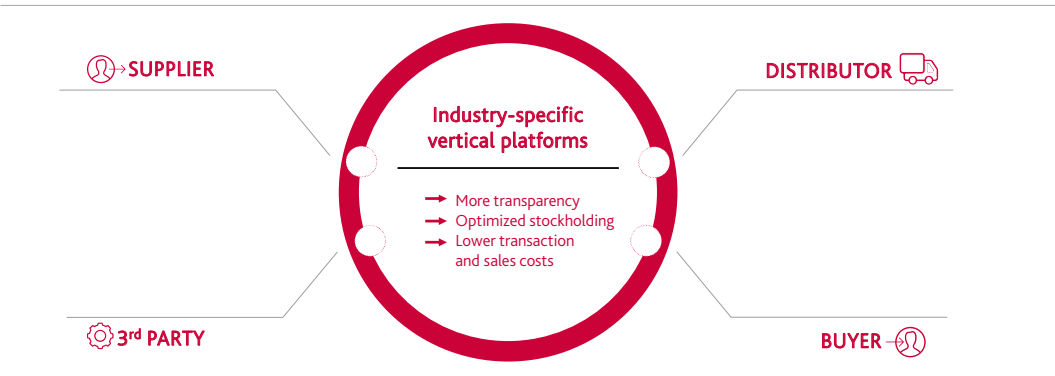 SUPPLIER
DISTRIBUTOR
Industry-specific
vertical platforms
More transparency
Optimized stockholding
Lower transaction
and sales costs
3rd PARTY
BUYER